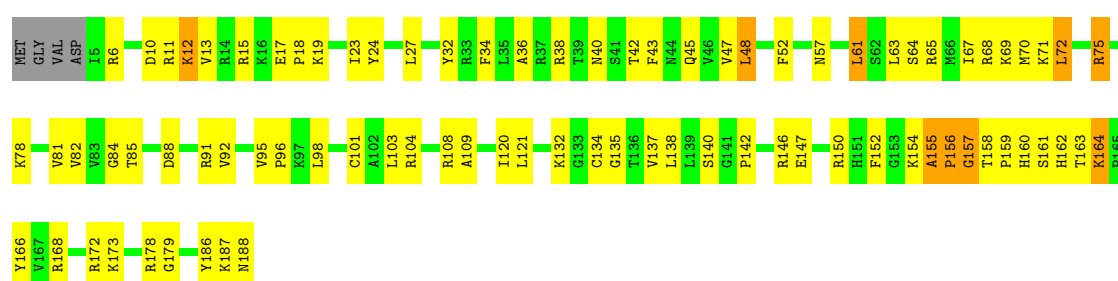 MET GLY VAL ASP I5 R6 D10 R11 K12 V13 R14 R15 K16 E17 P18 K19 I23 Y24 L27 Y32 R33 F34 L35 A36 R37 R38 T39 N40 S41 T42 F43 N44 Q45 V46 V47 L48 F52 N57 L61 S62 L63 S64 R65 M66 I67 R68 K69 M70 K71 L72 R75
K78 V81 V82 V83 G84 T85 D88 R91 V92 V95 P96 K97 L98 C101 A102 L103 R104 R108 A109 I120 L121 K132 G133 C134 G135 T136 V137 L138 L139 S140 G141 P142 R146 E147 R150 H151 F152 G153 K154 A155 P156 G157 T158 P159 H160 S161 H162 T163 K164 P165
Y166 V167 R168 R172 K173 R178 G179 Y186 K187 N188